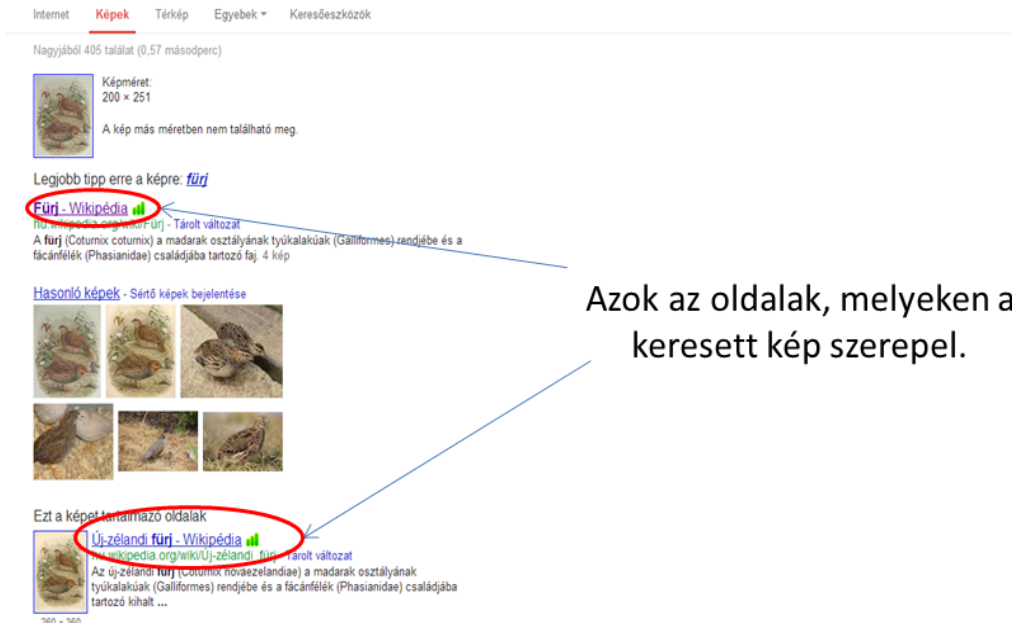 Internet Képek Térkép Egyebek Keresőeszközök
Nagyjából 405 találat (0,57 másodperc)
Képméret:
200 × 251
A kép más méretben nem található meg.
Legjobb tipp erre a képre: fürj
Fürj - Wikipédia
hu.wikipedia.org/wiki/Fürj - Tárolt változat
A fürj (Coturnix coturnix) a madarak osztályának tyúkalakúak (Galliformes) rendjébe és a
fácánfélék (Phasianidae) családjába tartozó faj. 4 kép
Hasonló képek - Sértő képek bejelentése
Azok az oldalak, melyeken a
keresett kép szerepel.
Ezt a képet tartalmazó oldalak
Új-zélandi fürj - Wikipédia
hu.wikipedia.org/wiki/Új-zélandi_fürj - Tárolt változat
Az új-zélandi fürj (Coturnix novaezelandiae) a madarak osztályának
tyúkalakúak (Galliformes) rendjébe és a fácánfélék (Phasianidae) családjába
tartozó kihalt ...